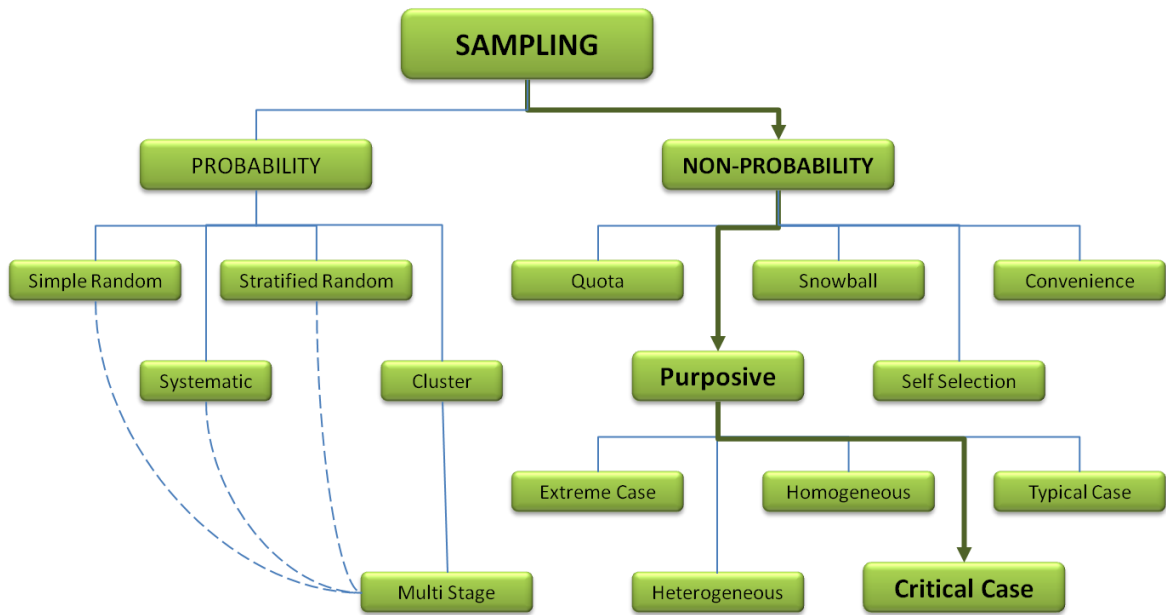 SAMPLING
PROBABILITY
NON-PROBABILITY
Simple Random
Stratified Random
Quota
Snowball
Convenience
Systematic
Cluster
Purposive
Self Selection
Extreme Case
Homogeneous
Typical Case
Multi Stage
Heterogeneous
Critical Case